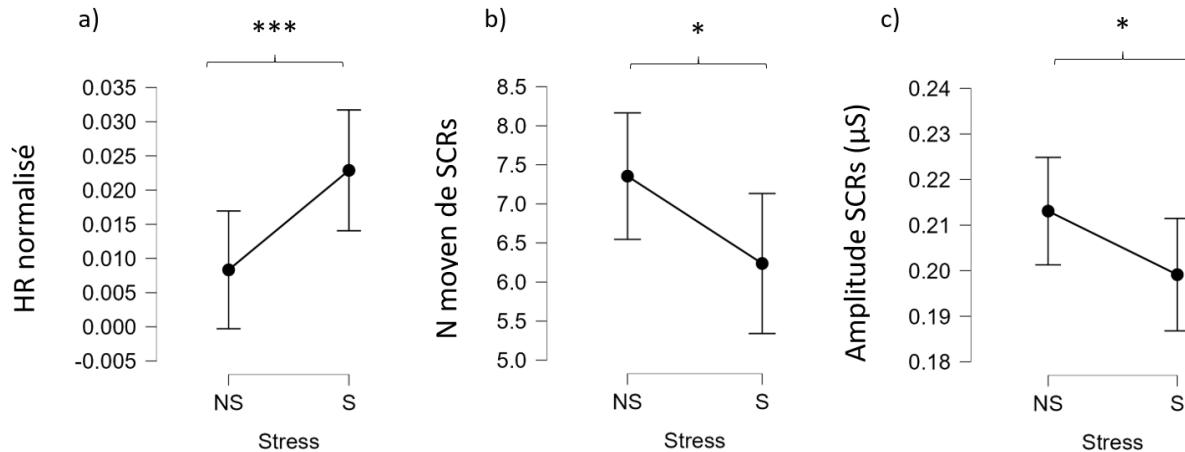 a)
***
HR normalisé
0.035
0.030
0.025
0.020
0.015
0.010
0.005
0.000
-0.005
NS
S
Stress
b)
*
N moyen de SCRs
8.5
8.0
7.5
7.0
6.5
6.0
5.5
5.0
NS
S
Stress
c)
*
Amplitude SCRs (µS)
0.24
0.23
0.22
0.21
0.20
0.19
0.18
NS
S
Stress